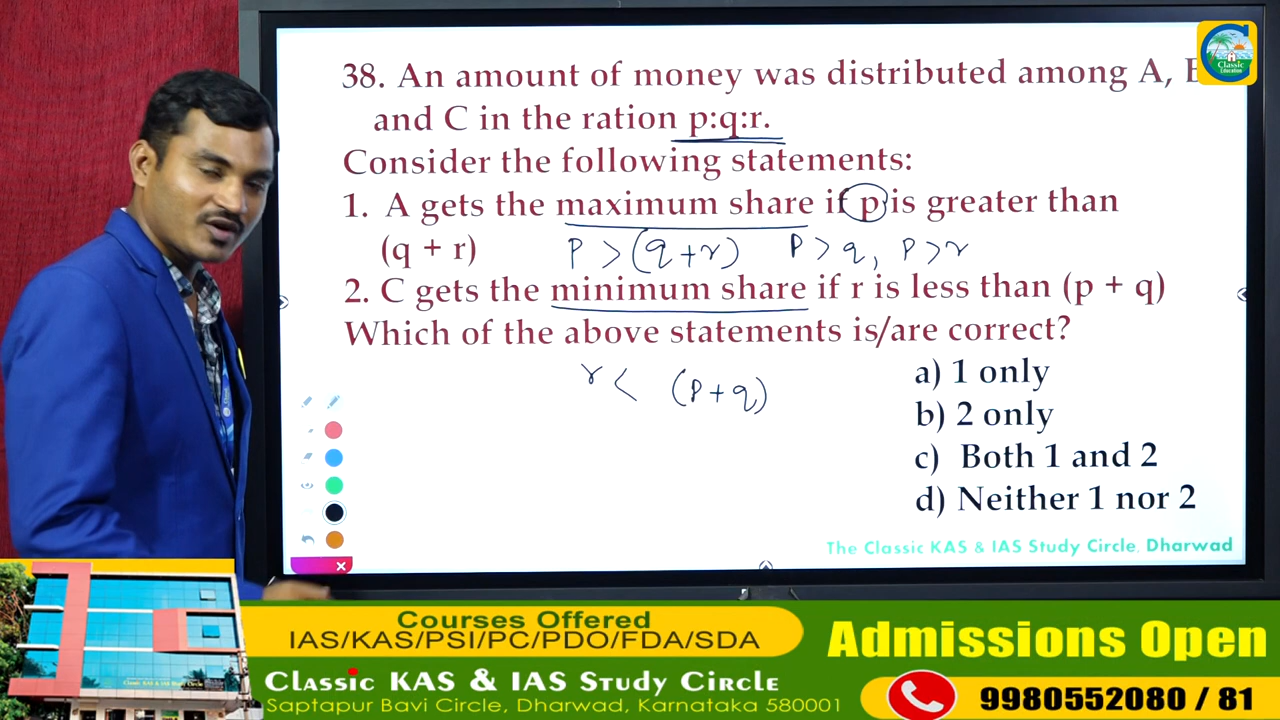 38. An amount of money was distributed among A,
and C in the ration p:q:r.
Consider the following statements:
1. A gets the maximum share if p is greater than
(q + r)
P > (q+r) P > q, P > r
2. C gets the minimum share if r is less than (p + q)
Which of the above statements is/are correct?
r < (P+q)
a) 1 only
b) 2 only
c) Both 1 and 2
d) Neither 1 nor 2
The Classic KAS & IAS Study Circle, Dharwad
Classic
Education
Courses Offered
IAS/KAS/PSI/PC/PDO/FDA/SDA
Classic KAS & IAS Study Circle
Saptapur Bavi Circle, Dharwad, Karnataka 580001
Admissions Open
9980552080 / 81